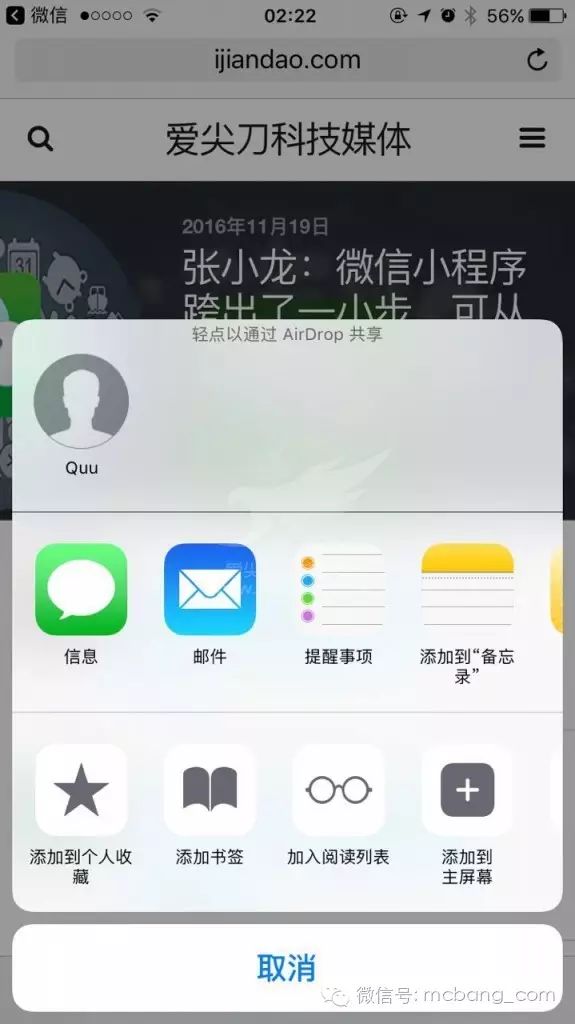 微信
02:22
56%
ijiandao.com
爱尖刀科技媒体
31
2016年11月19日
张小龙：微信小程序
跨出了一小步，可从
轻点以通过 AirDrop 共享
Quu
信息
邮件
提醒事项
添加到“备忘
录”
添加到个人收
藏
添加书签
加入阅读列表
添加到
主屏幕
取消
微信号: mcbang_com